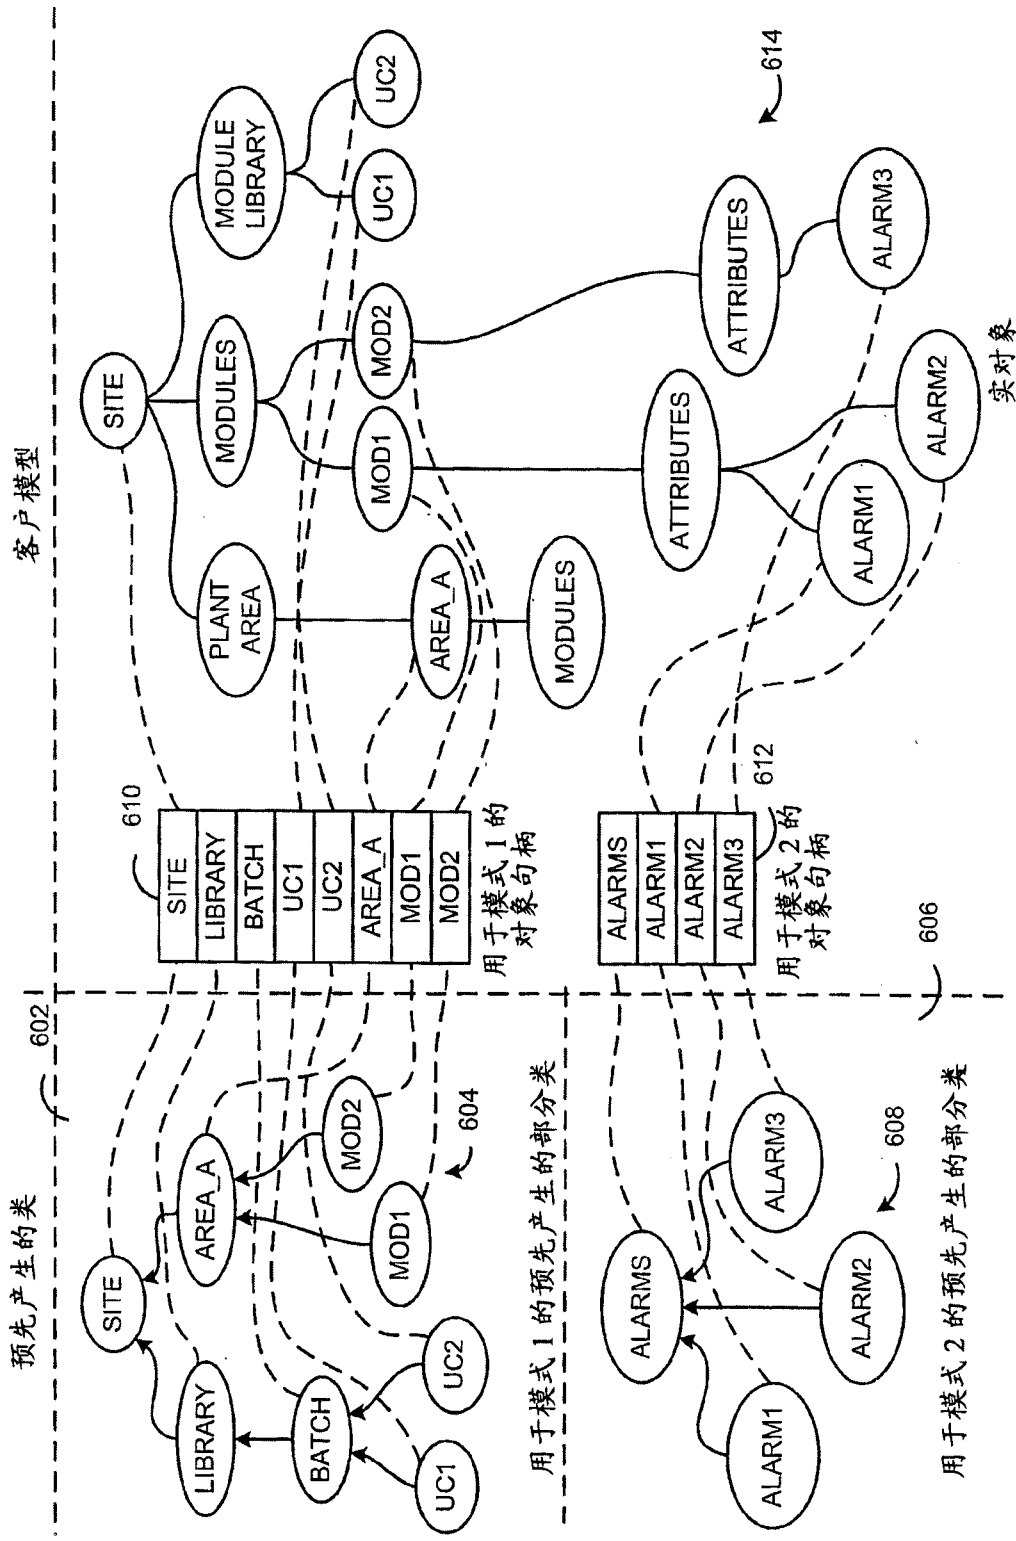 预先产生的类
客户模型
602
SITE
LIBRARY
AREA_A
BATCH
MOD2
MOD1
UC1
UC2
604
用于模式 1 的预先产生的部分类
610
SITE
LIBRARY
BATCH
UC1
UC2
AREA_A
MOD1
MOD2
用于模式 1 的
对象句柄
SITE
PLANT
AREA
MODULES
MODULE
LIBRARY
MOD1
MOD2
UC1
UC2
AREA_A
MODULES
614
ALARMS
ALARM1
ALARM2
ALARM3
608
用于模式 2 的预先产生的部分类
606
ALARMS
ALARM1
ALARM2
ALARM3
612
用于模式 2 的
对象句柄
ATTRIBUTES
ATTRIBUTES
ALARM1
ALARM2
ALARM3
实对象